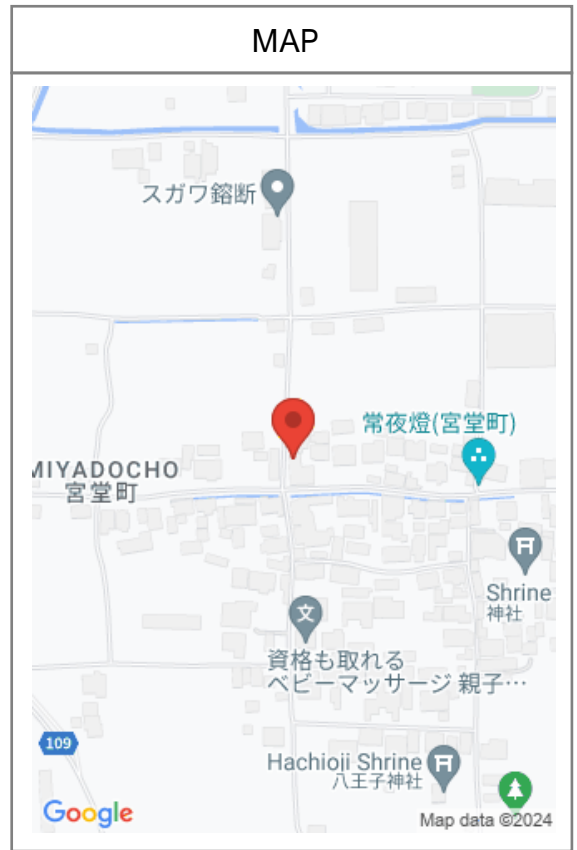 MAP
スガワ鎔断
常夜燈(宮堂町)
MIYADOCHO
宮堂町
Shrine
神社
文
資格も取れる
ベビーマッサージ 親子…
109
Hachioji Shrine
八王子神社
Google
Map data ©2024